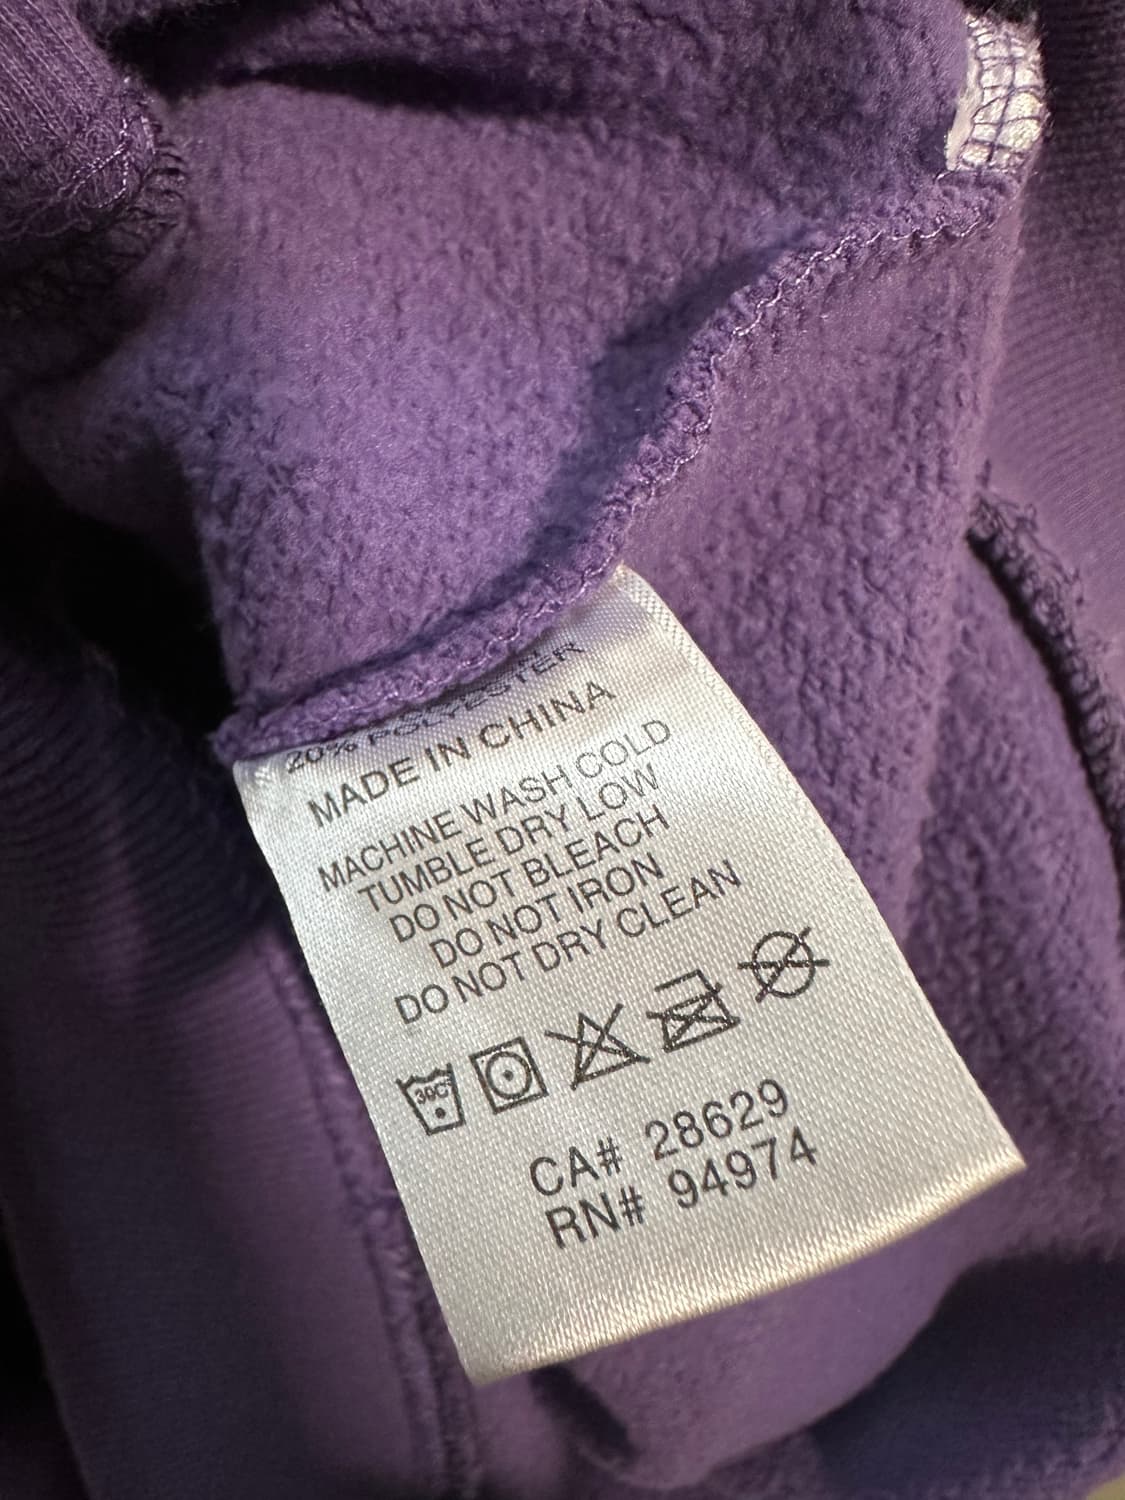 20% POLYESTER
MADE IN CHINA
MACHINE WASH COLD
TUMBLE DRY LOW
DO NOT BLEACH
DO NOT IRON
DO NOT DRY CLEAN
30C
CA# 28629
RN# 94974